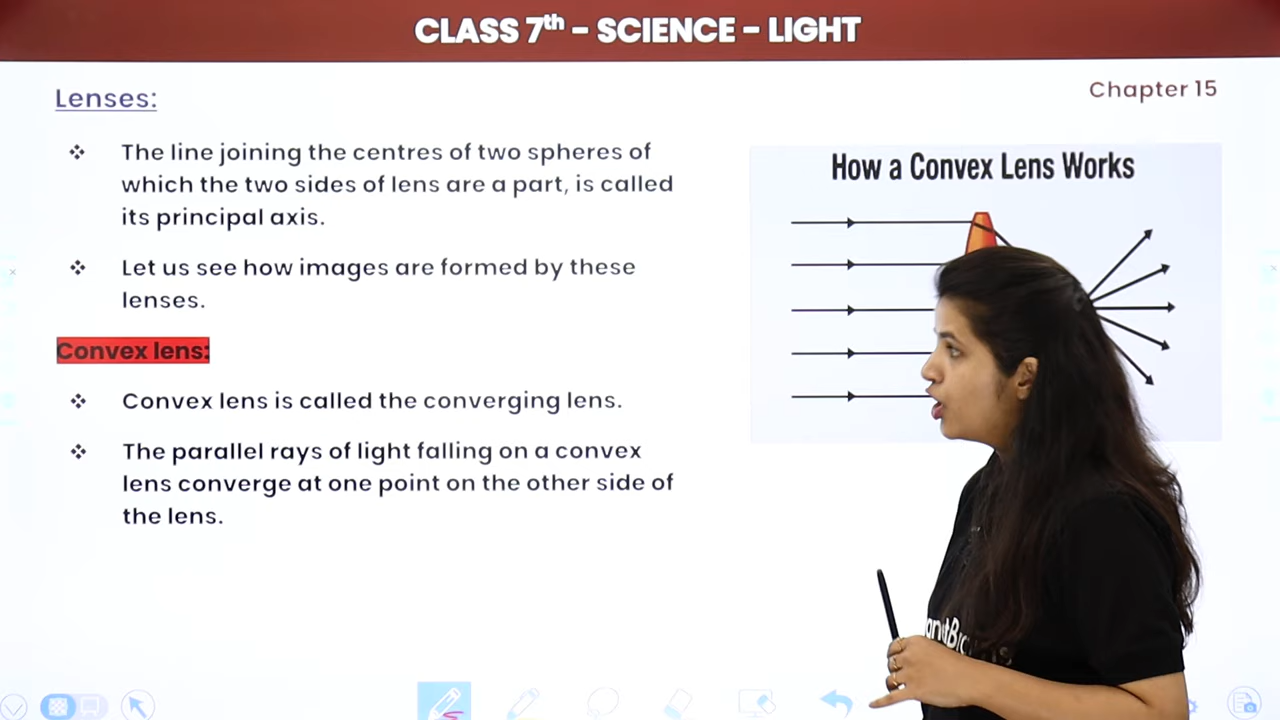 CLASS 7th – SCIENCE – LIGHT
Lenses:
Chapter 15
❖ The line joining the centres of two spheres of
which the two sides of lens are a part, is called
its principal axis.
❖ Let us see how images are formed by these
lenses.
Convex lens:
❖ Convex lens is called the converging lens.
❖ The parallel rays of light falling on a convex
lens converge at one point on the other side of
the lens.
How a Convex Lens Works